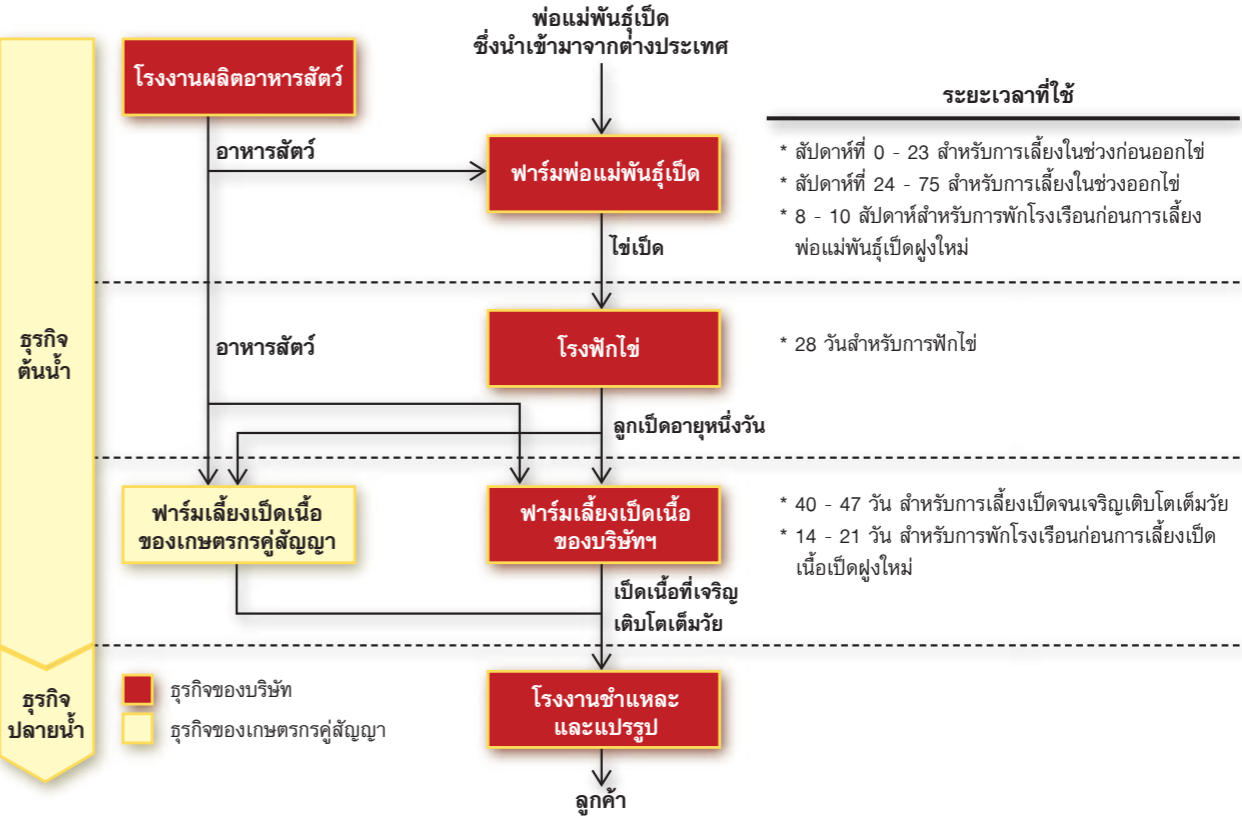 พ่อแม่พันธุ์เป็ด
ซึ่งนำเข้ามาจากต่างประเทศ
โรงงานผลิตอาหารสัตว์
ระยะเวลาที่ใช้
อาหารสัตว์
ฟาร์มพ่อแม่พันธุ์เป็ด
* สัปดาห์ที่ 0 - 23 สำหรับการเลี้ยงในช่วงก่อนออกไข่
* สัปดาห์ที่ 24 - 75 สำหรับการเลี้ยงในช่วงออกไข่
* 8 - 10 สัปดาห์สำหรับการพักโรงเรือนก่อนการเลี้ยง
พ่อแม่พันธุ์เป็ดฝูงใหม่
ไข่เป็ด
ธุรกิจ
ต้นน้ำ
อาหารสัตว์
โรงฟักไข่
* 28 วันสำหรับการฟักไข่
ลูกเป็ดอายุหนึ่งวัน
ฟาร์มเลี้ยงเป็ดเนื้อ
ของเกษตรกรคู่สัญญา
ฟาร์มเลี้ยงเป็ดเนื้อ
ของบริษัทฯ
* 40 - 47 วัน สำหรับการเลี้ยงเป็ดจนเจริญเติบโตเต็มวัย
* 14 - 21 วัน สำหรับการพักโรงเรือนก่อนการเลี้ยงเป็ด
เนื้อเป็ดฝูงใหม่
เป็ดเนื้อที่เจริญ
เติบโตเต็มวัย
ธุรกิจ
ปลายน้ำ
ธุรกิจของบริษัท
ธุรกิจของเกษตรกรคู่สัญญา
โรงงานชำแหละ
และแปรรูป
ลูกค้า